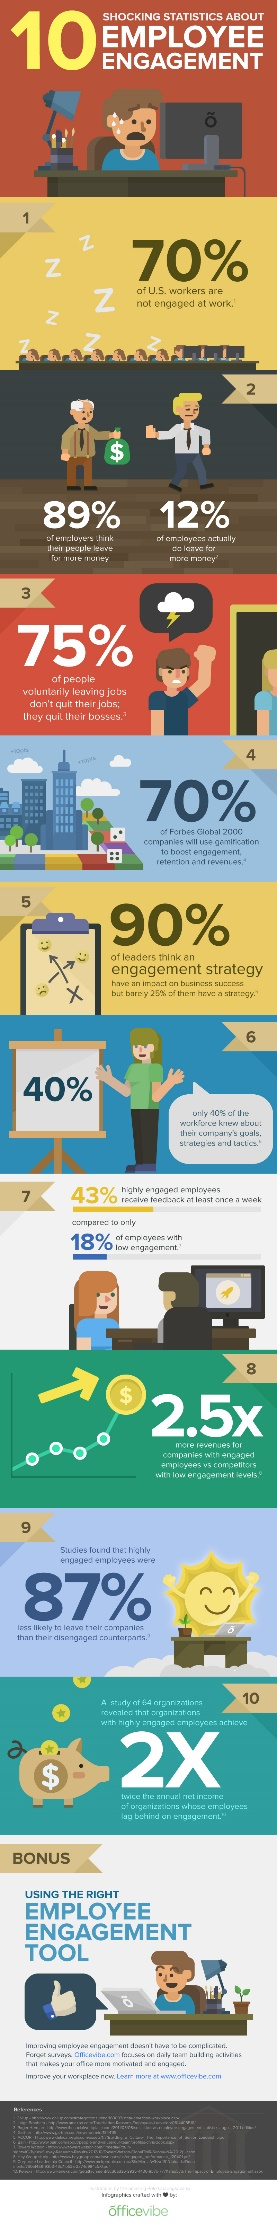 10
SHOCKING STATISTICS ABOUT
EMPLOYEE
ENGAGEMENT
1
Z
Z
Z
Z
Z
Z
Z
70%
of U.S. workers are
not engaged at work.
2
$
89%
of employers think
their people leave
for more money
12%
of employees actually
do leave for
more money
3
75%
of people
voluntarily leaving jobs
don't quit their jobs;
they quit their bosses.
4
70%
of Forbes Global 2000
companies will use gamification
to boost engagement,
retention and revenues.
5
90%
of leaders think an
engagement strategy
have an impact on business success
but barely 25% of them have a strategy.
6
40%
only 40% of the
workforce knew about
their company's goals,
strategies and tactics.
7
43% highly engaged employees
receive feedback at least once a week
compared to only
18% of employees with
low engagement.
8
$
2.5x
more revenues for
companies with engaged
employees vs competitors
with low engagement levels.
9
Studies found that highly
engaged employees were
87%
less likely to leave their companies
than their disengaged counterparts.
10
A study of 64 organizations
revealed that organizations
with highly engaged employees achieve
2X
twice the annual net income
of organizations whose employees
lag behind on engagement.
$
BONUS
USING THE RIGHT
EMPLOYEE
ENGAGEMENT
TOOL
Improving employee engagement doesn't have to be complicated.
Forget surveys. Officevibe.com focuses on daily team building activities
that makes your office more motivated and engaged.
Improve your workplace now. Learn more at www.officevibe.com
References
infographics crafted with by:
officevibe